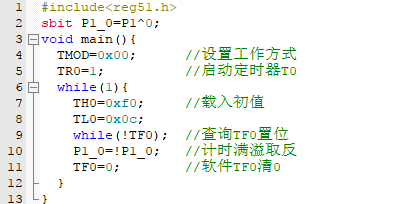 1 #include<reg51.h>
2 sbit P1_0=P1^0;
3 void main(){
4 TMOD=0x00; //设置工作方式
5 TR0=1; //启动定时器T0
6 while(1){
7 TH0=0xf0; //载入初值
8 TL0=0x0c;
9 while(!TF0); //查询TF0置位
10 P1_0=!P1_0; //计时满溢取反
11 TF0=0; //软件TF0清0
12 }
13 }